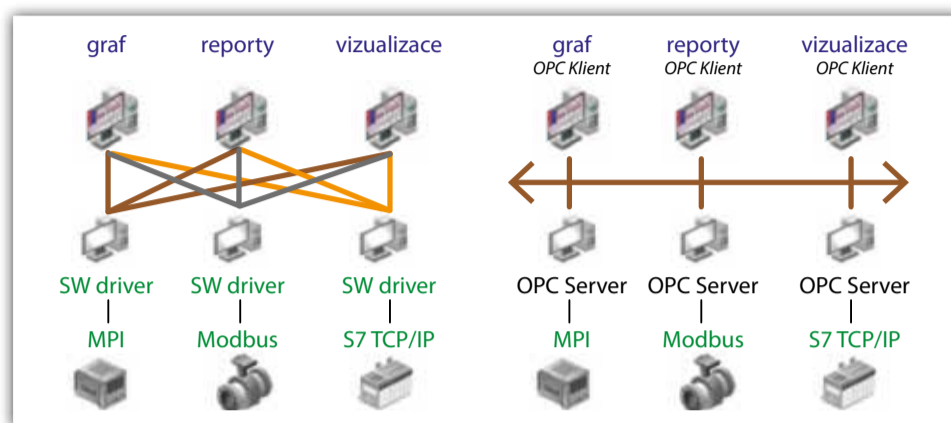 graf reporty vizualizace
SW driver SW driver SW driver
MPI Modbus S7 TCP/IP
graf reporty vizualizace
OPC Klient OPC Klient OPC Klient
OPC Server OPC Server OPC Server
MPI Modbus S7 TCP/IP